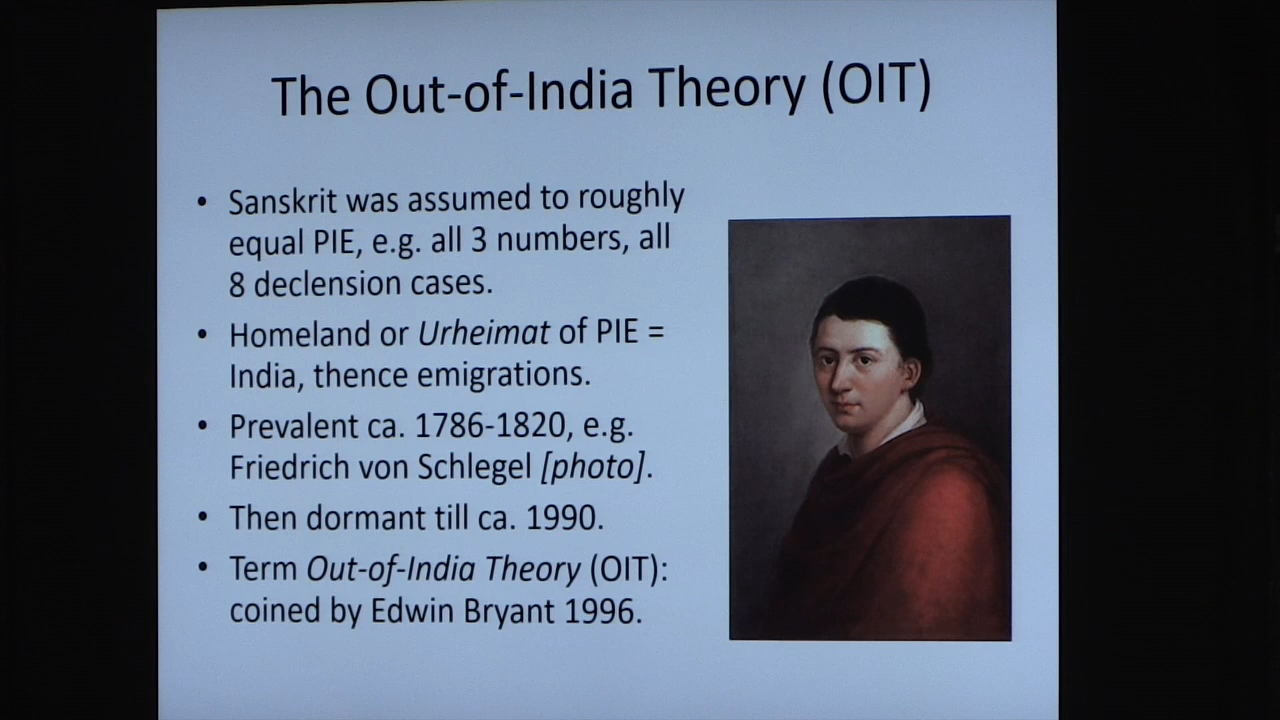 The Out-of-India Theory (OIT)
• Sanskrit was assumed to roughly
equal PIE, e.g. all 3 numbers, all
8 declension cases.
• Homeland or Urheimat of PIE =
India, thence emigrations.
• Prevalent ca. 1786-1820, e.g.
Friedrich von Schlegel [photo].
• Then dormant till ca. 1990.
• Term Out-of-India Theory (OIT):
coined by Edwin Bryant 1996.